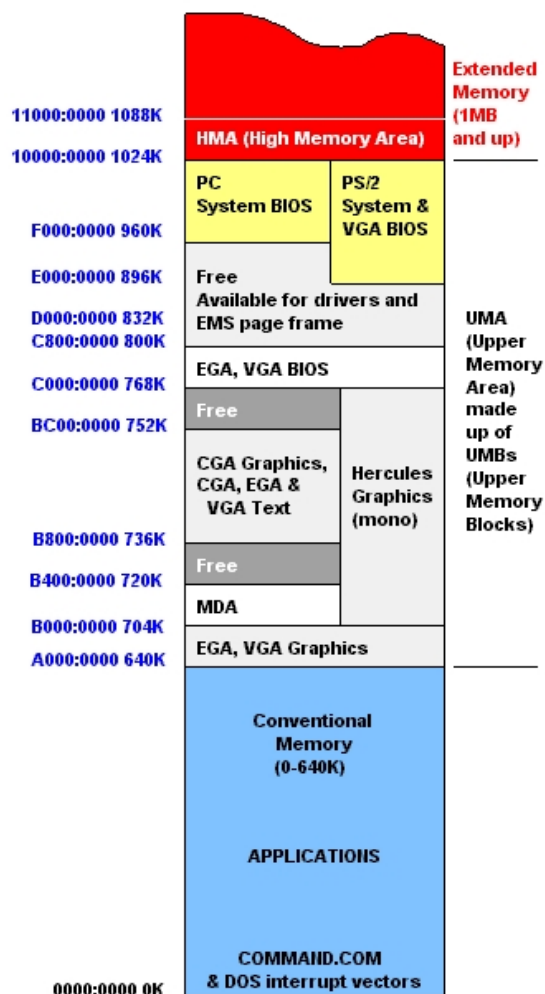 Extended
Memory
(1MB
and up)
11000:0000 1088K
HMA (High Memory Area)
10000:0000 1024K
PC
System BIOS
PS/2
System &
VGA BIOS
F000:0000 960K
E000:0000 896K
Free
Available for drivers and
EMS page frame
D000:0000 832K
C800:0000 800K
UMA
(Upper
Memory
Area)
made
up of
UMBs
(Upper
Memory
Blocks)
EGA, VGA BIOS
C000:0000 768K
Free
BC00:0000 752K
CGA Graphics,
CGA, EGA &
VGA Text
Hercules
Graphics
(mono)
B800:0000 736K
Free
B400:0000 720K
MDA
B000:0000 704K
EGA, VGA Graphics
A000:0000 640K
Conventional
Memory
(0-640K)
APPLICATIONS
COMMAND.COM
& DOS interrupt vectors
0000:0000 0K